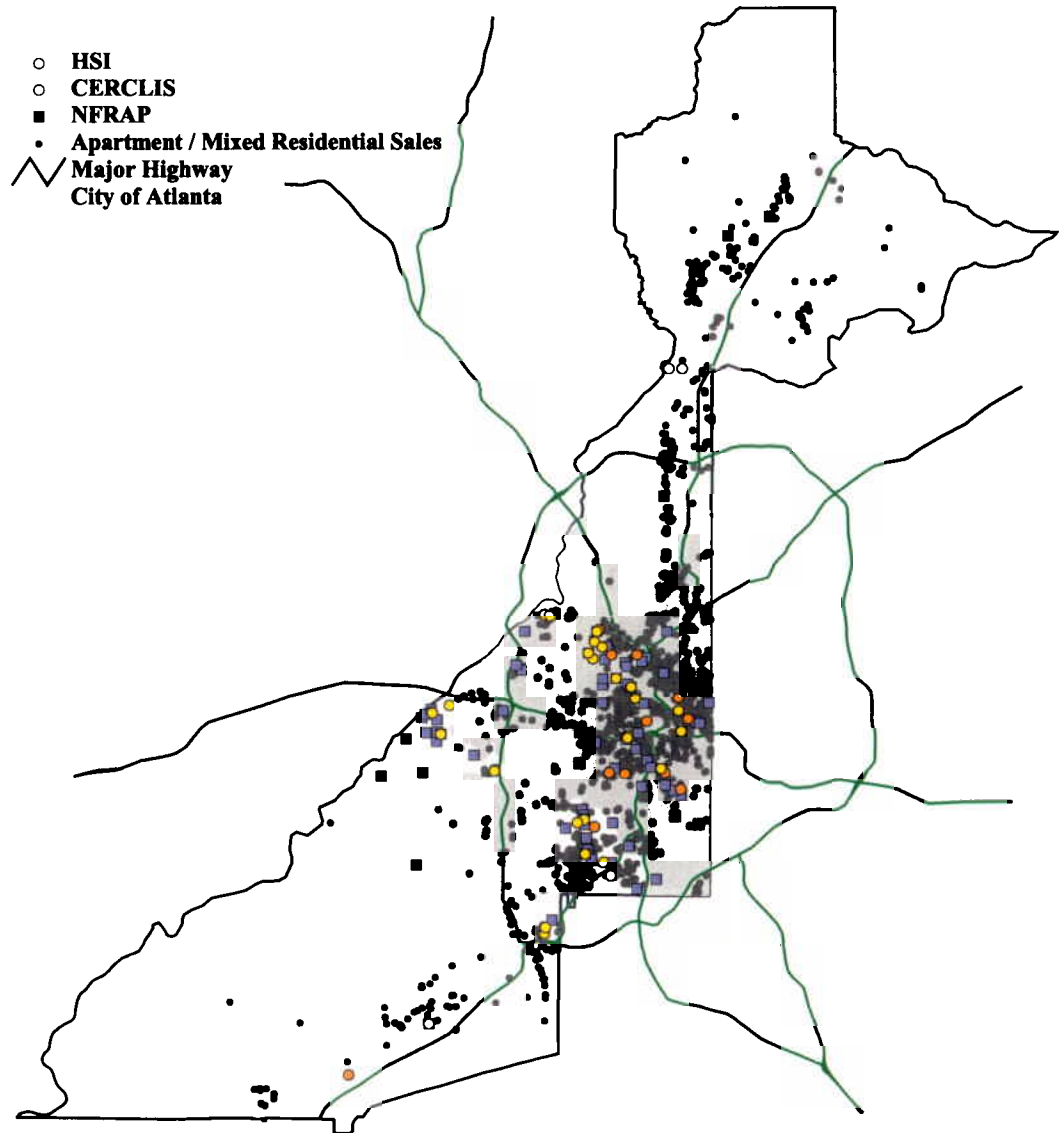 HSI
CERCLIS
NFRAP
Apartment / Mixed Residential Sales
Major Highway
City of Atlanta